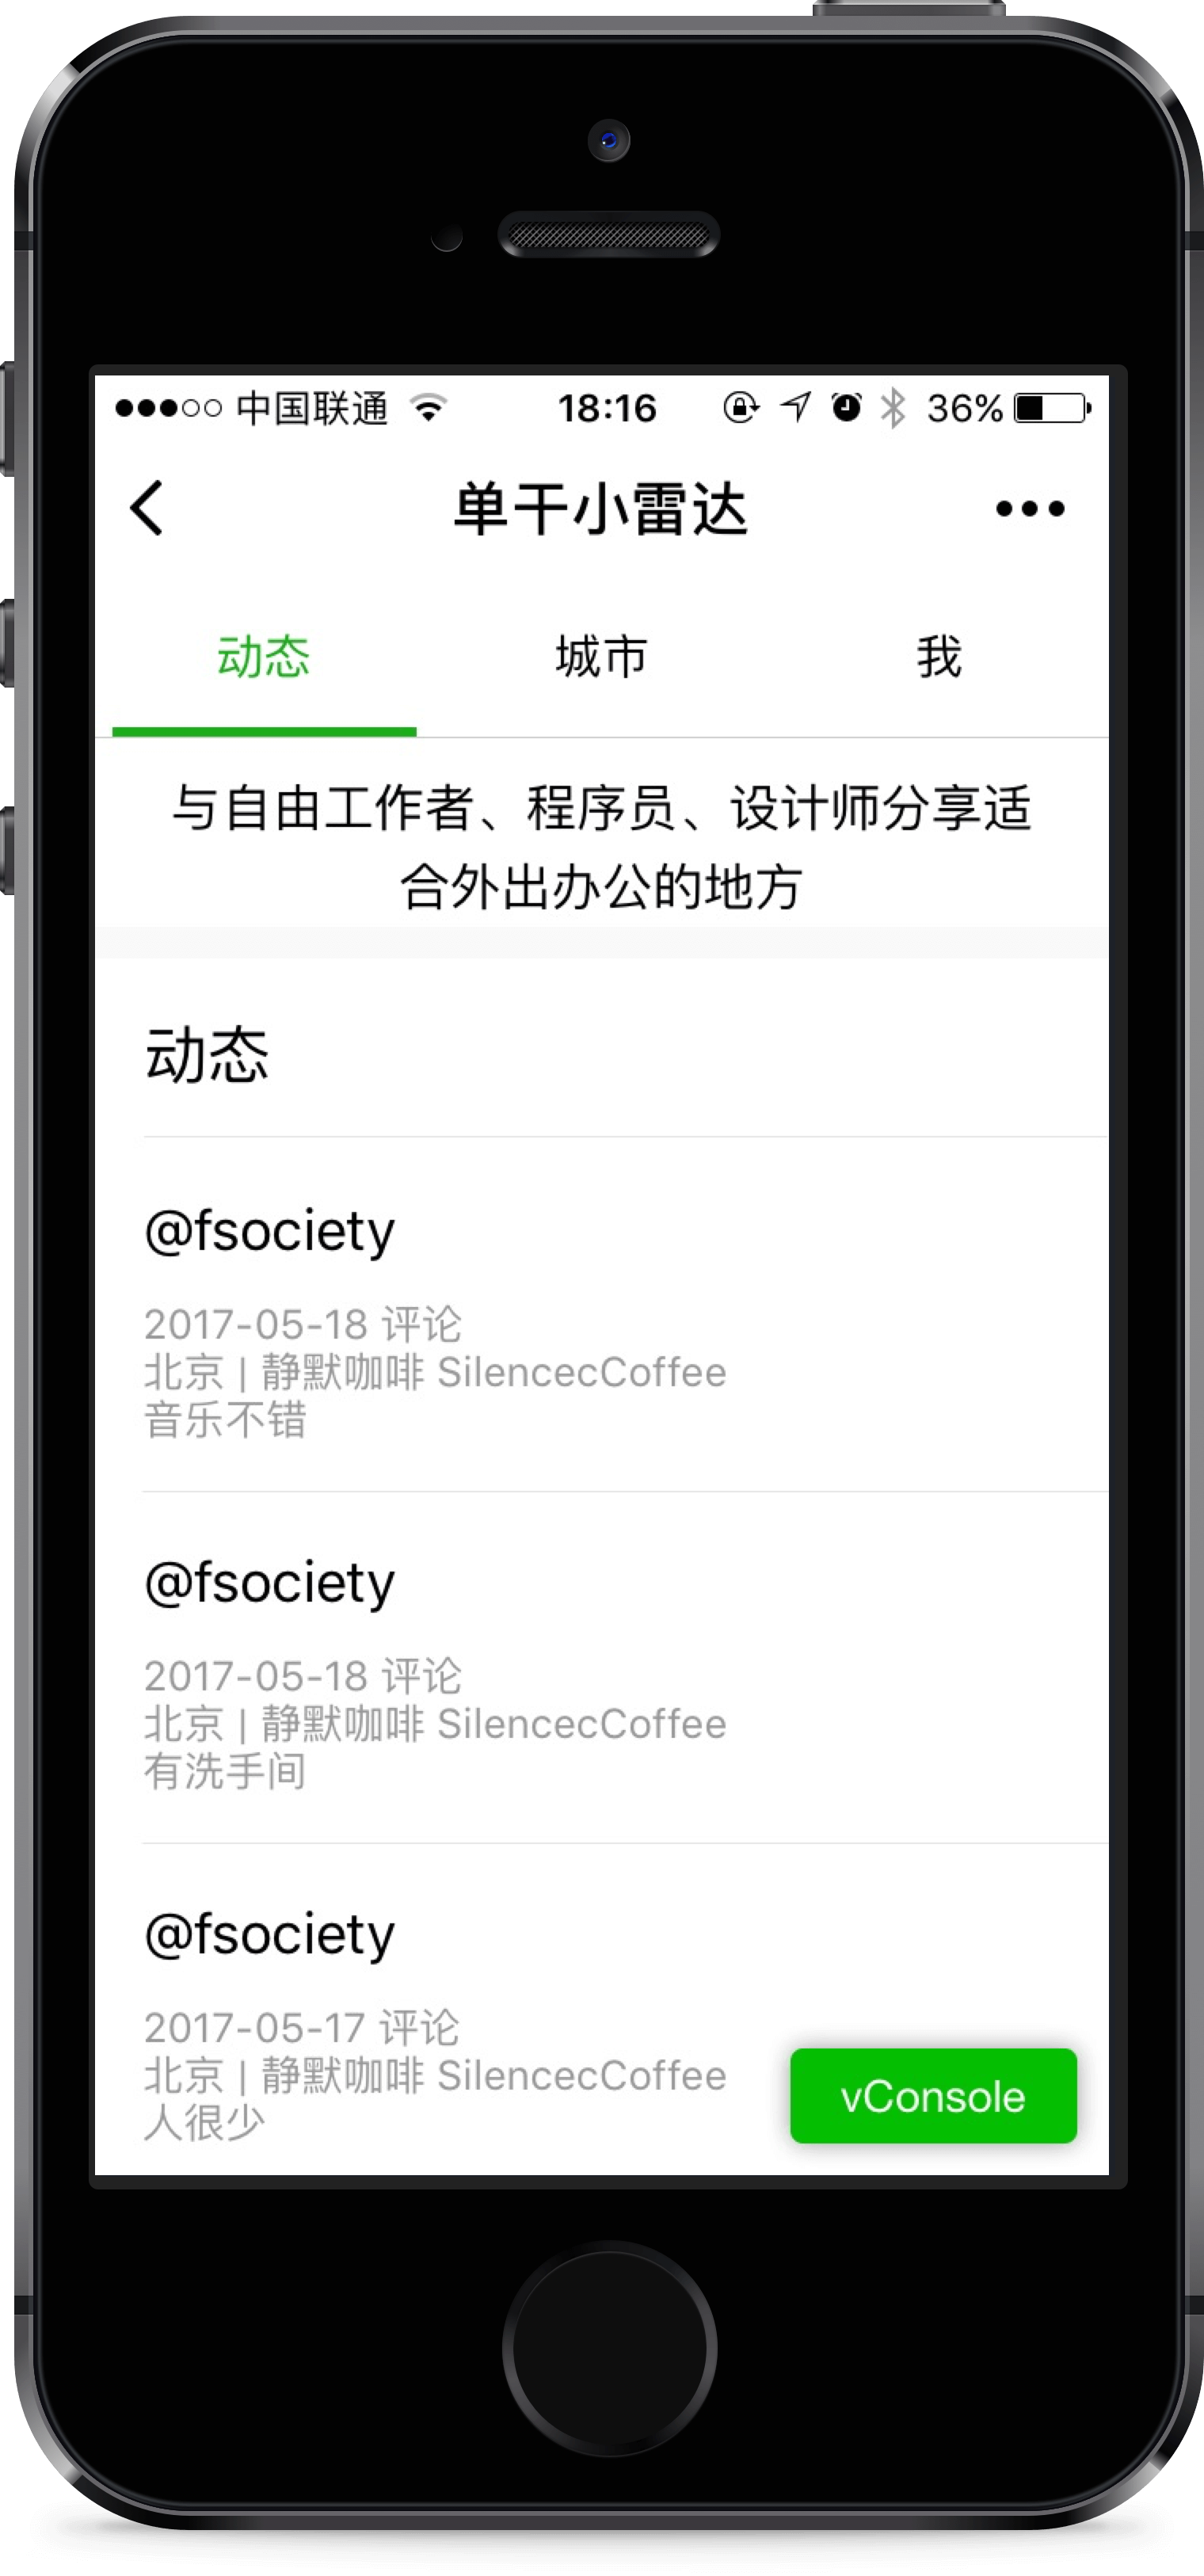 中国联通 18:16 36%
单干小雷达
动态 城市 我
与自由工作者、程序员、设计师分享适
合外出办公的地方
动态
@fsociety
2017-05-18 评论
北京 | 静默咖啡 SilencecCoffee
音乐不错
@fsociety
2017-05-18 评论
北京 | 静默咖啡 SilencecCoffee
有洗手间
@fsociety
2017-05-17 评论
北京 | 静默咖啡 SilencecCoffee
人很少
vConsole